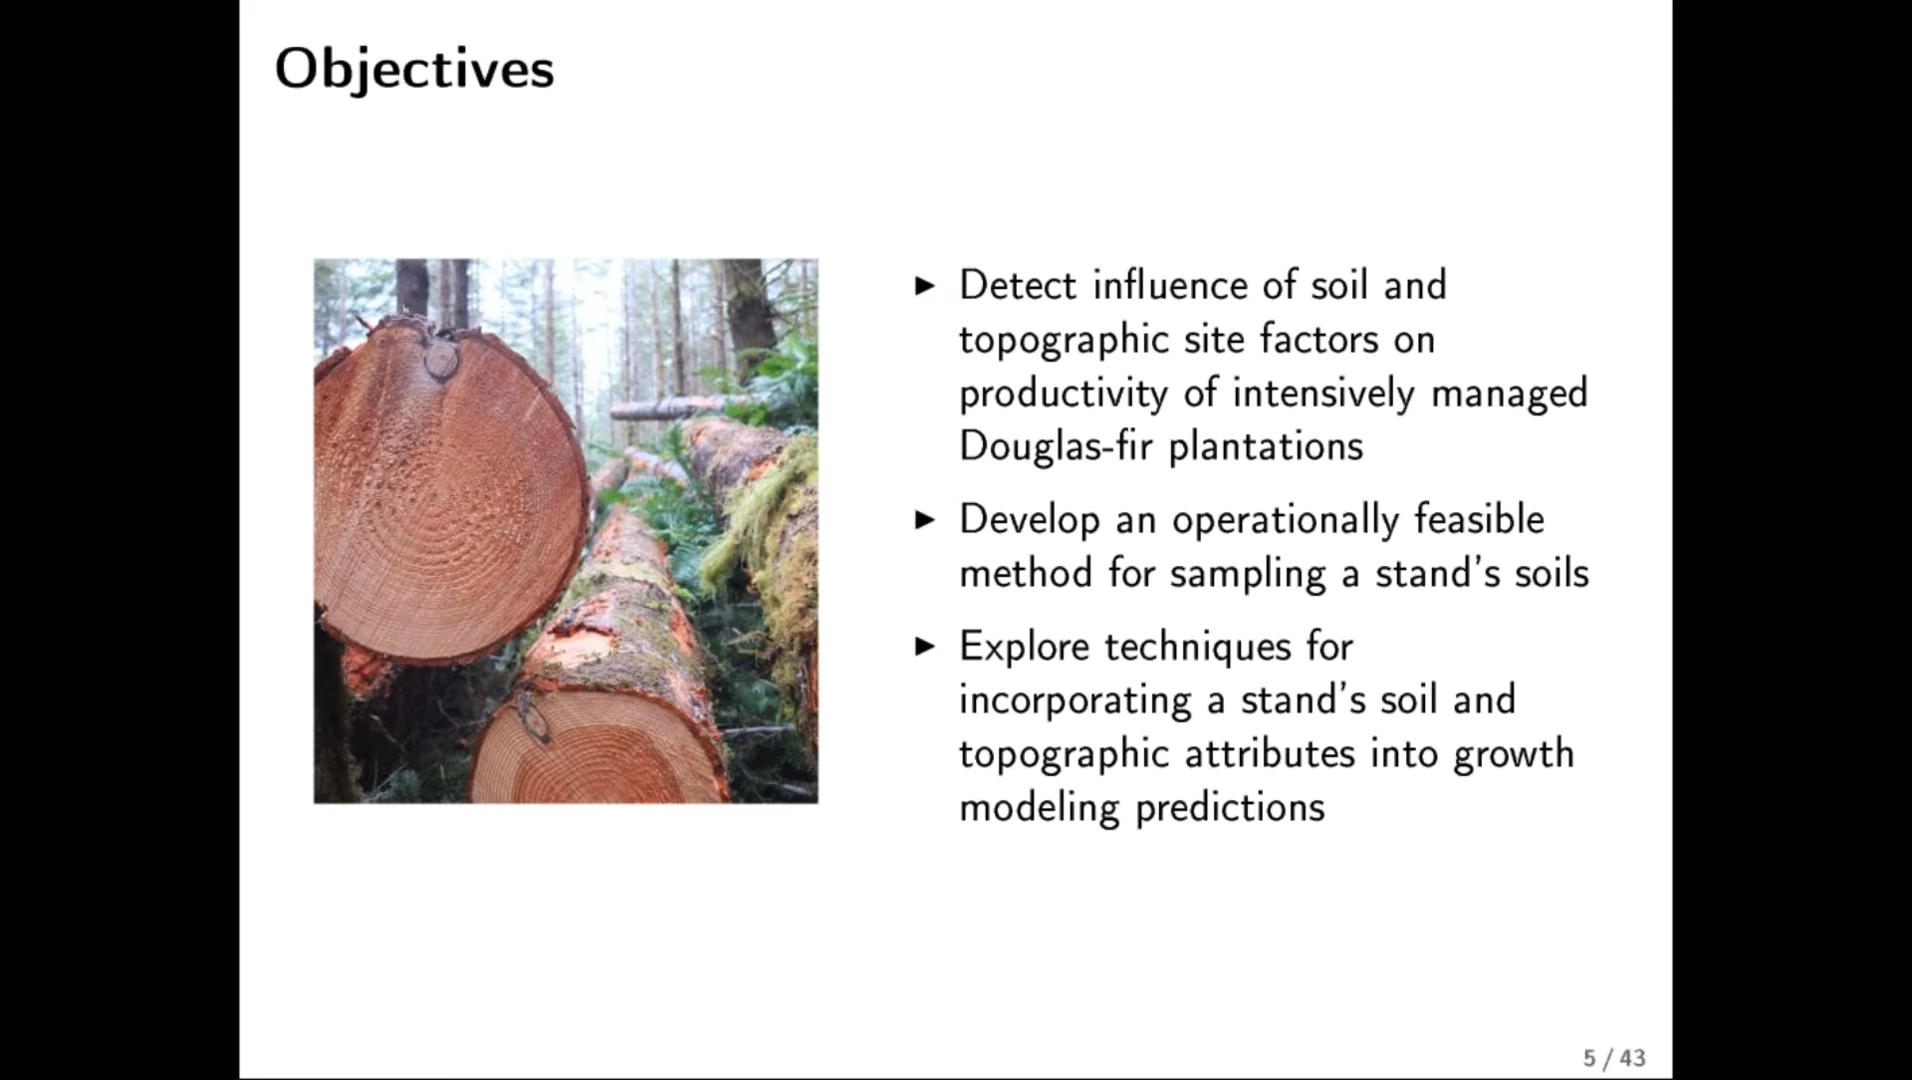 Objectives
▶ Detect influence of soil and
topographic site factors on
productivity of intensively managed
Douglas-fir plantations
▶ Develop an operationally feasible
method for sampling a stand's soils
▶ Explore techniques for
incorporating a stand's soil and
topographic attributes into growth
modeling predictions
5 / 43